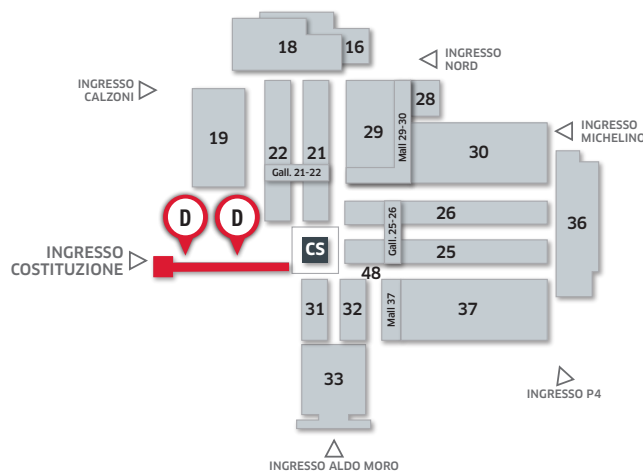 18
16
INGRESSO
NORD
INGRESSO
CALZONI
28
19
22
21
29
Mall 29-30
30
INGRESSO
MICHELINO
Gall. 21-22
36
26
Gall. 25-26
25
D
D
INGRESSO
COSTITUZIONE
CS
48
31
32
Mall 37
37
33
INGRESSO P4
INGRESSO ALDO MORO